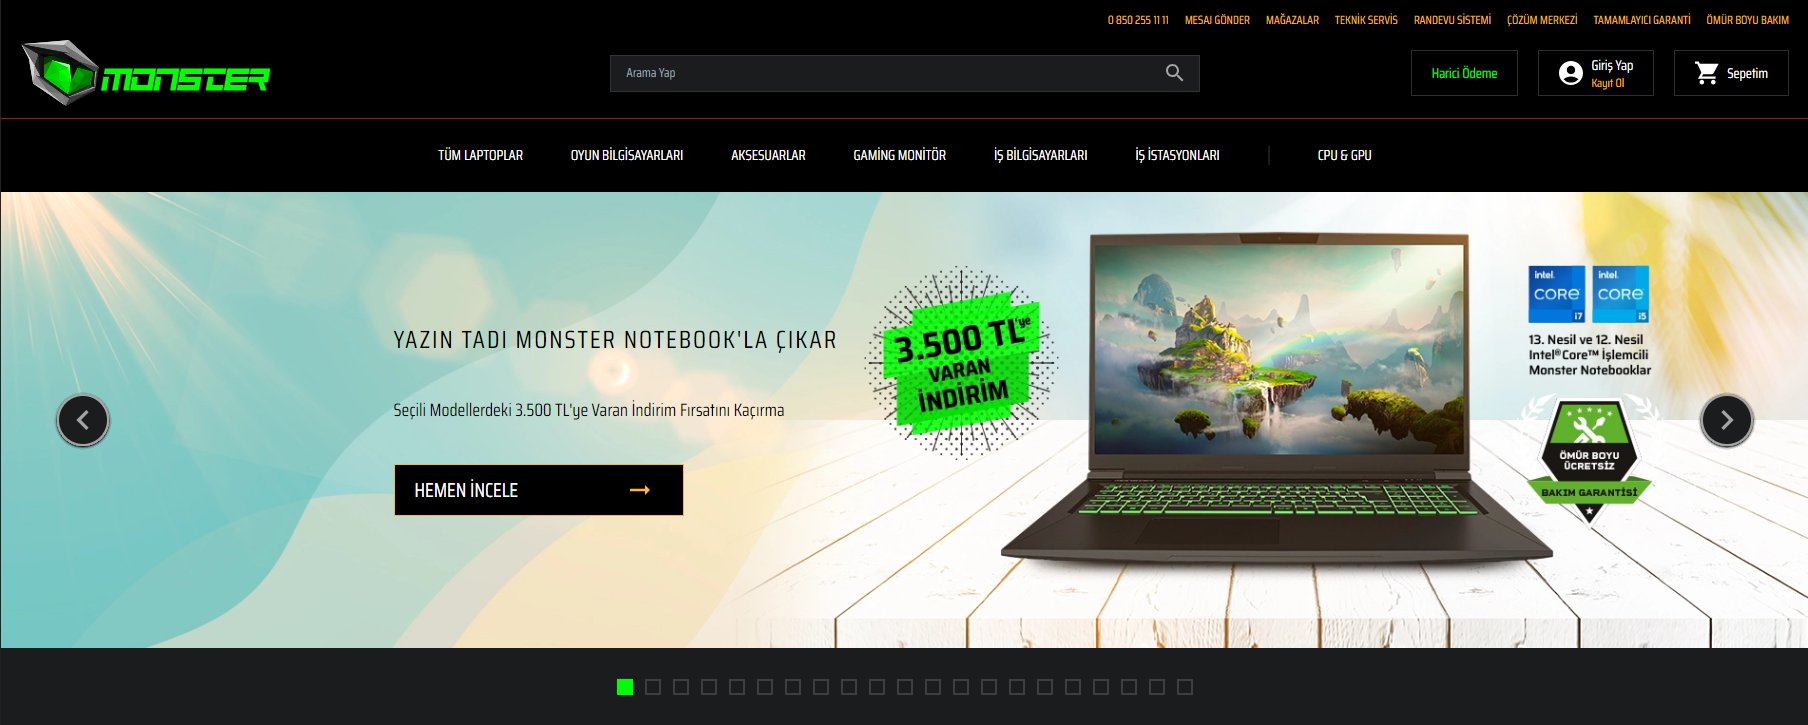 0 850 255 11 11 MESAJ GÖNDER MAĞAZALAR TEKNİK SERVİS RANDEVU SİSTEMİ ÇÖZÜM MERKEZİ TAMAMLAYICI GARANTİ ÖMÜR BOYU BAKIM
MONSTER
Arama Yap
Harici Ödeme
Giriş Yap
Kayıt Ol
Sepetim
TÜM LAPTOPLAR OYUN BİLGİSAYARLARI AKSESUARLAR GAMİNG MONİTÖR İŞ BİLGİSAYARLARI İŞ İSTASYONLARI CPU & GPU
YAZIN TADI MONSTER NOTEBOOK'LA ÇIKAR
Seçili Modellerdeki 3.500 TL'ye Varan İndirim Fırsatını Kaçırma
HEMEN İNCELE
3.500 TL'ye
VARAN
İNDİRİM
intel. intel.
CORE CORE
i7 i5
13. Nesil ve 12. Nesil
Intel® Core™ İşlemcili
Monster Notebooklar
ÖMÜR BOYU
ÜCRETSİZ
BAKIM GARANTİSİ